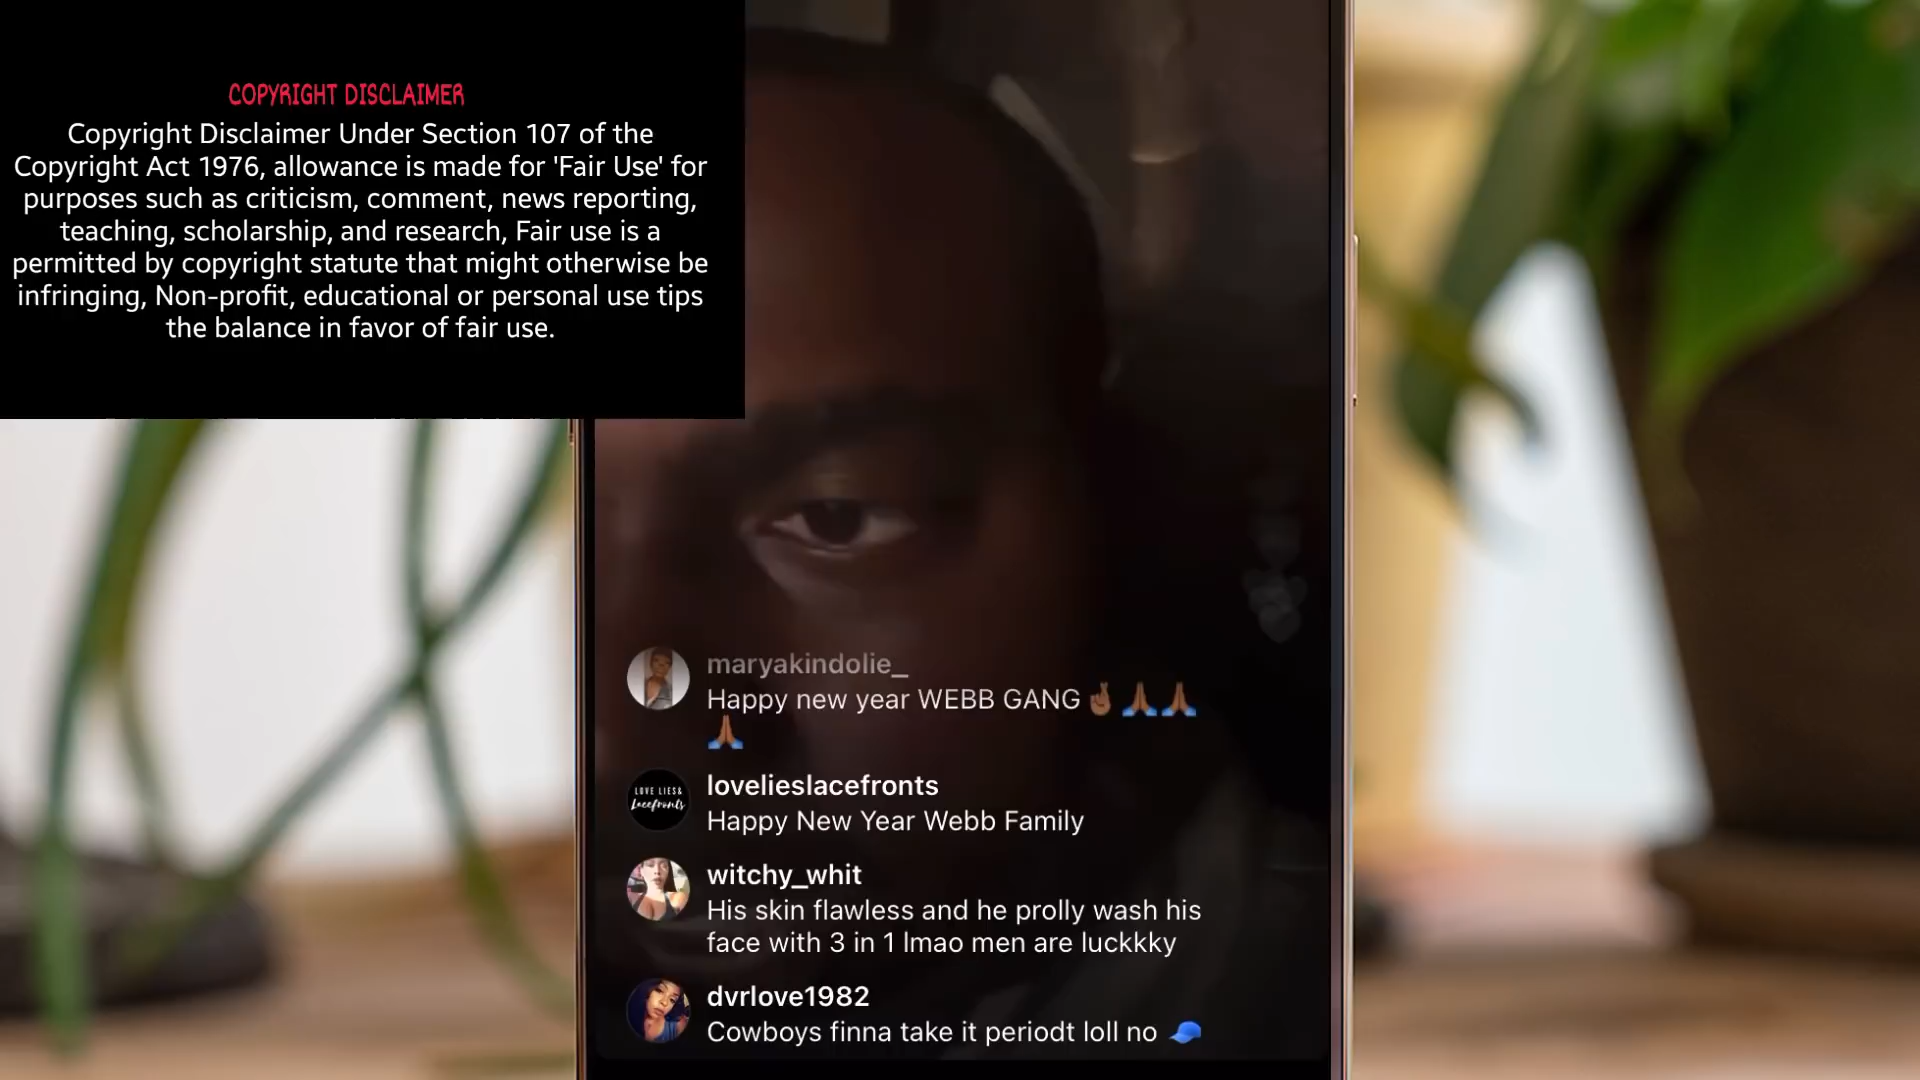 COPYRIGHT DISCLAIMER
Copyright Disclaimer Under Section 107 of the
Copyright Act 1976, allowance is made for 'Fair Use' for
purposes such as criticism, comment, news reporting,
teaching, scholarship, and research, Fair use is a
permitted by copyright statute that might otherwise be
infringing, Non-profit, educational or personal use tips
the balance in favor of fair use.
maryakindolie_
Happy new year WEBB GANG🤞🏽🙏🏽🙏🏽
🙏🏽
LOVE LIES&
Lacefronts
lovelieslacefronts
Happy New Year Webb Family
witchy_whit
His skin flawless and he prolly wash his
face with 3 in 1 lmao men are luckkky
dvrlove1982
Cowboys finna take it periodt loll no 🧢